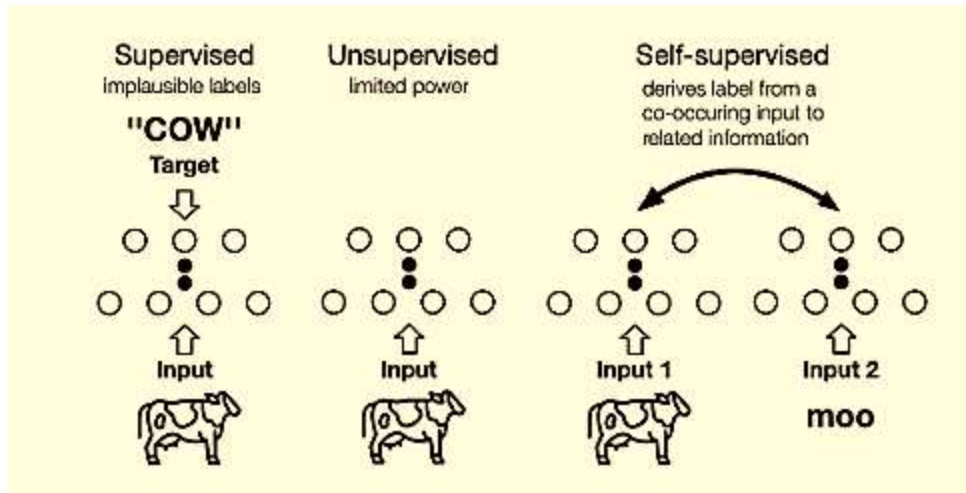 Supervised
implausible labels
"COW"
Target
Input
Unsupervised
limited power
Input
Self-supervised
derives label from a
co-occuring input to
related information
Input 1
Input 2
moo